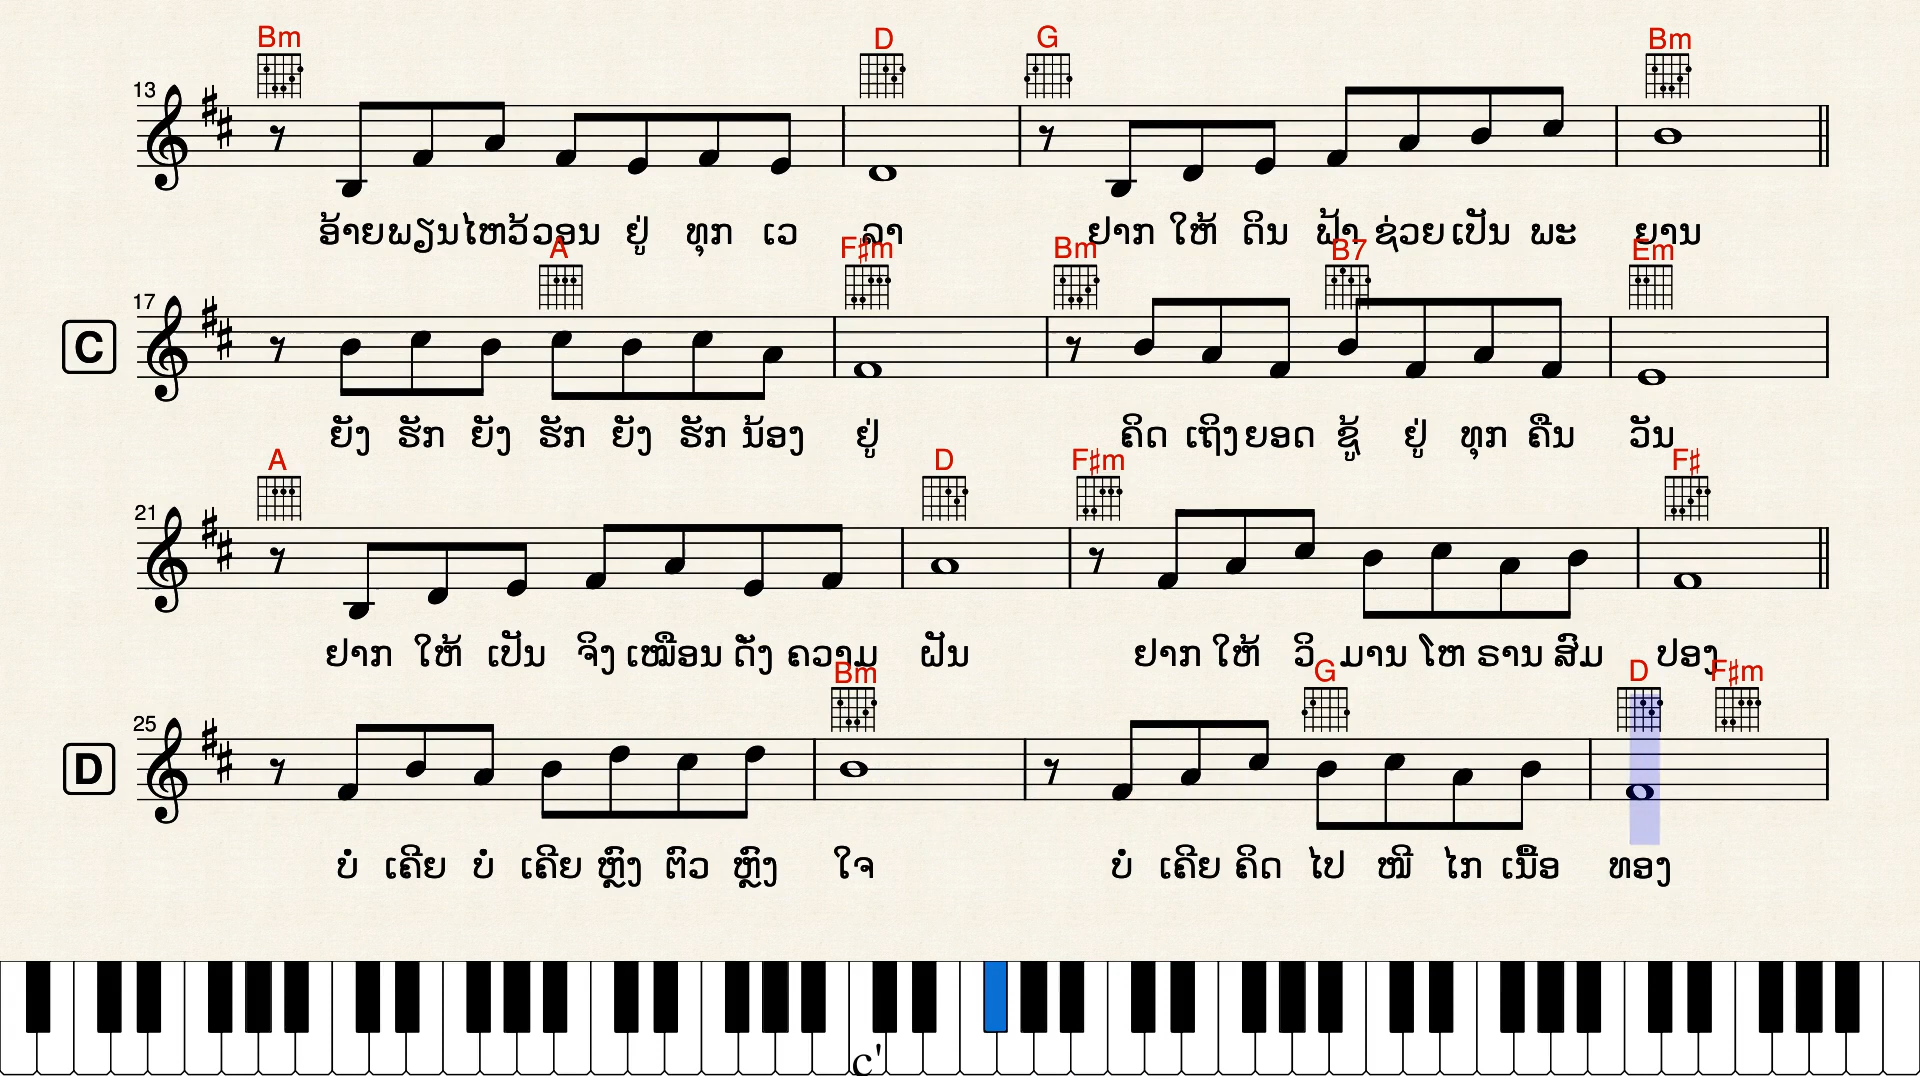 Bm D G Bm
13
ອ້າຍພຽນໄຫວ້ວອນ ຢູ່ ທຸກ ເວ ລາ ຢາກ ໃຫ້ ດິນ ຟ້າ ຊ່ວຍ ເປັນ ພະ ຍານ
A F♯m Bm B7 Em
17
C
ຍັງ ຮັກ ຍັງ ຮັກ ຍັງ ຮັກ ນ້ອງ ຢູ່ ຄິດ ເຖິງ ຍອດ ຊູ້ ຢູ່ ທຸກ ຄືນ ວັນ
A D F♯m F♯
21
ຢາກ ໃຫ້ ເປັນ ຈິງ ເໝືອນ ດັ່ງ ຄວາມ ຝັນ ຢາກ ໃຫ້ ວິ ມານ ໂຫ ຣານ ສົມ ປອງ
Bm G D F♯m
25
D
ບໍ່ ເຄີຍ ບໍ່ ເຄີຍ ຫຼົງ ຕົວ ຫຼົງ ໃຈ ບໍ່ ເຄີຍ ຄິດ ໄປ ໜີ ໄກ ເນື້ອ ທອງ
c'